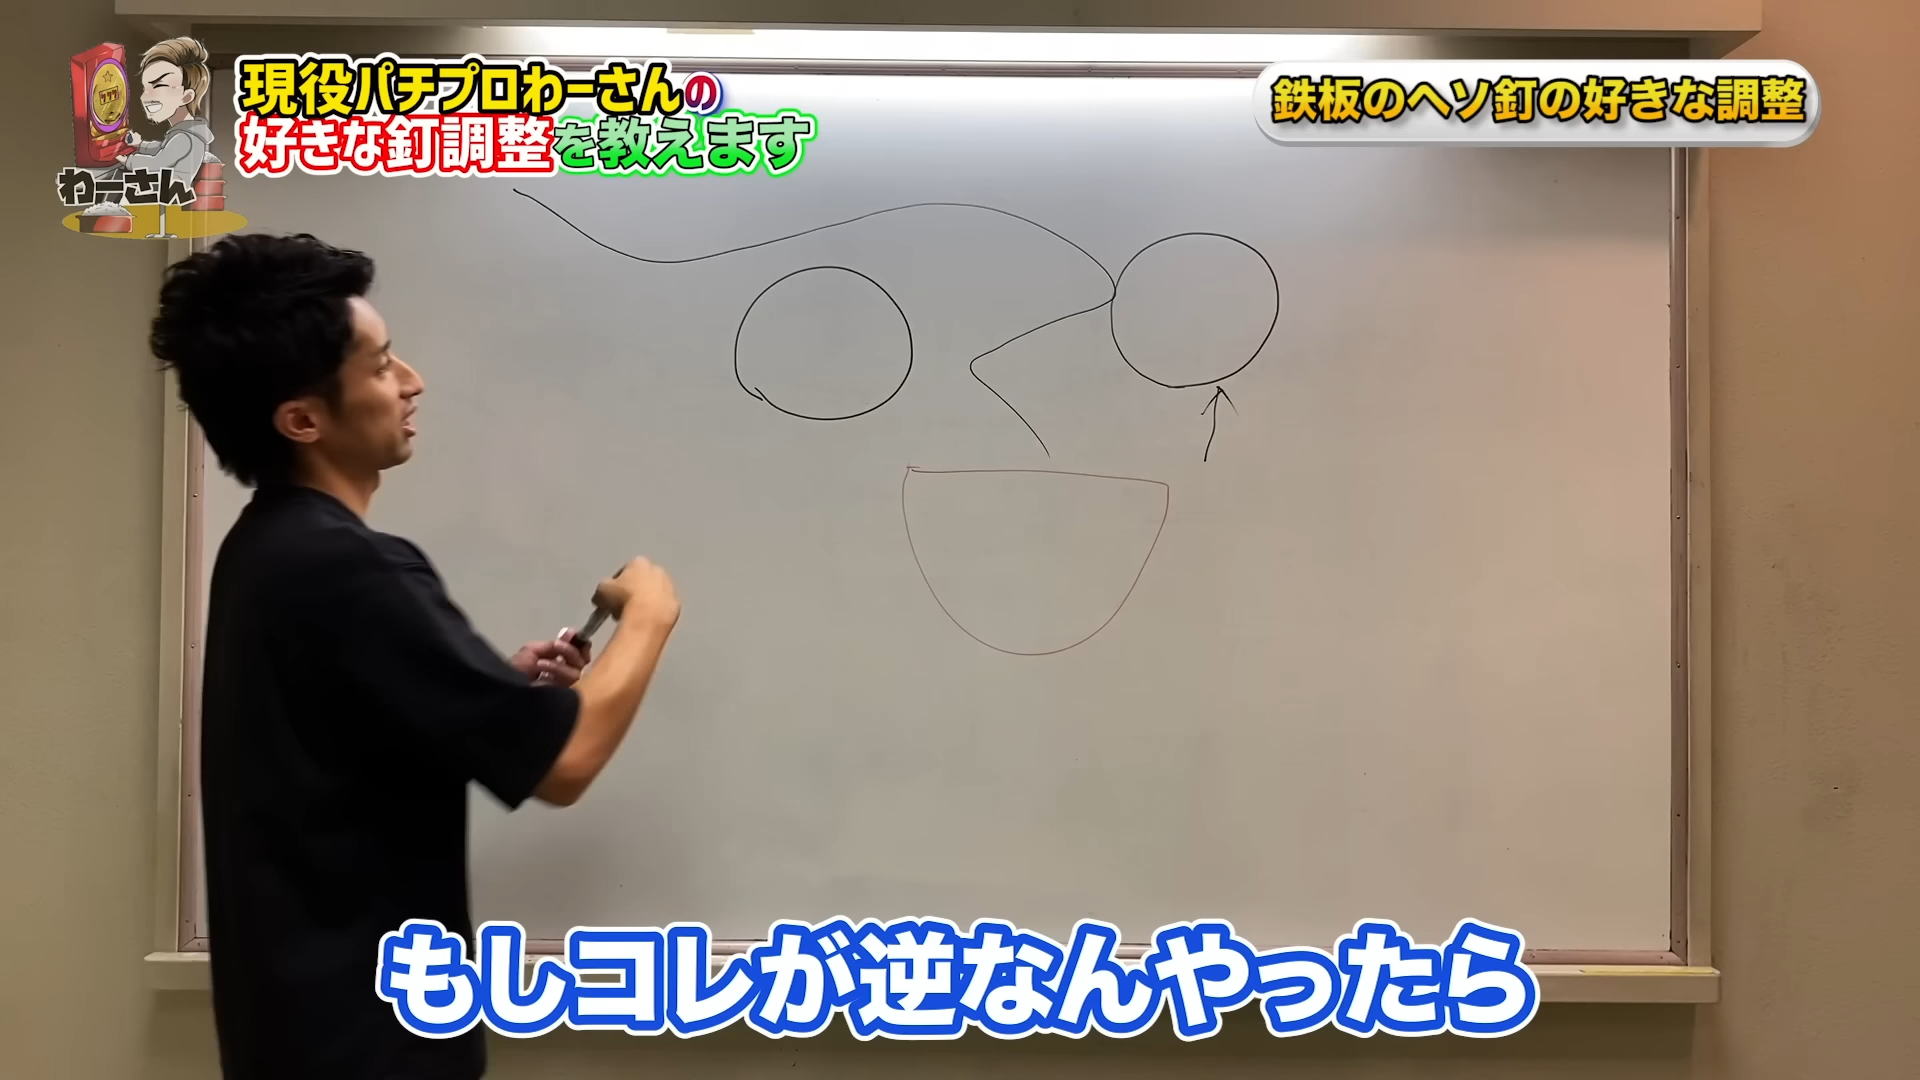 現役パチプロわーさんの
好きな釘調整を教えます
わーさん
鉄板のヘソ釘の好きな調整
もしコレが逆なんやったら